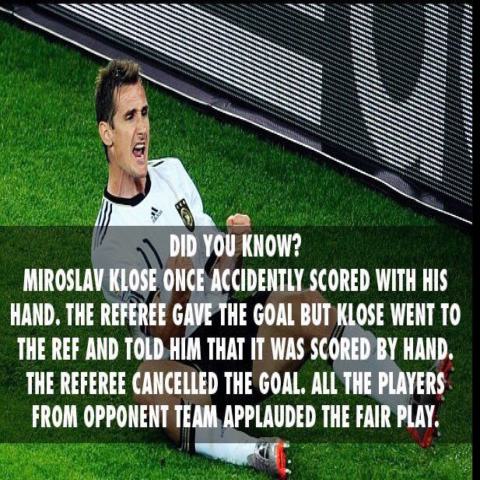 DID YOU KNOW?
MIROSLAV KLOSE ONCE ACCIDENTLY SCORED WITH HIS
HAND. THE REFEREE GAVE THE GOAL BUT KLOSE WENT TO
THE REF AND TOLD HIM THAT IT WAS SCORED BY HAND.
THE REFEREE CANCELLED THE GOAL. ALL THE PLAYERS
FROM OPPONENT TEAM APPLAUDED THE FAIR PLAY.